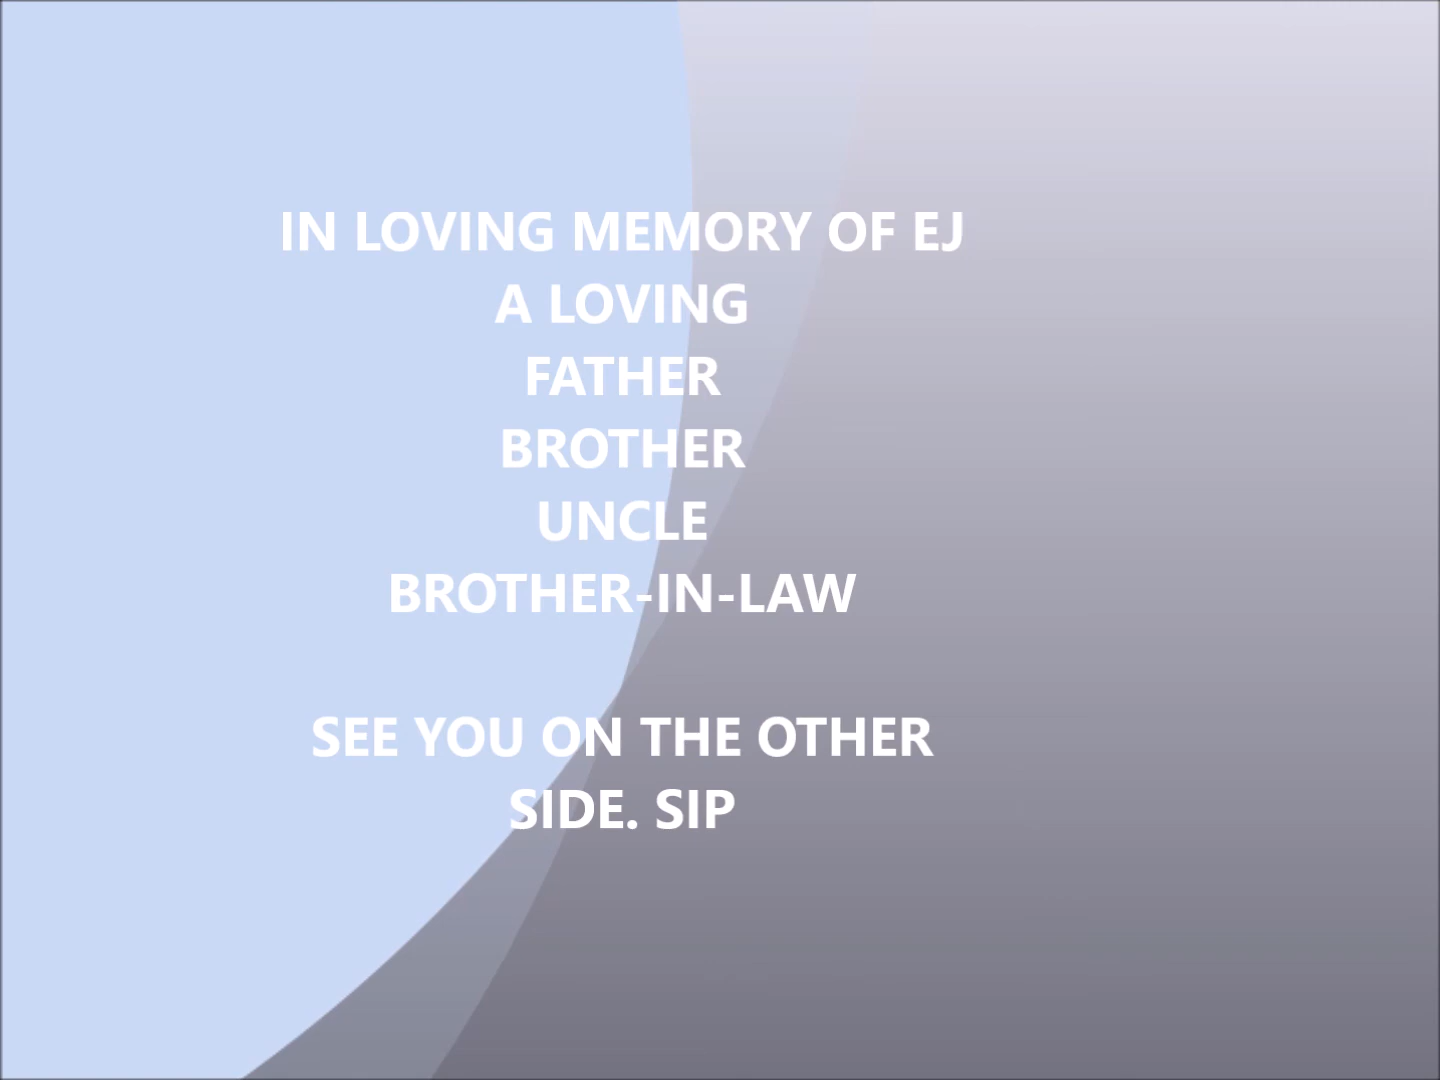 IN LOVING MEMORY OF EJ
A LOVING
FATHER
BROTHER
UNCLE
BROTHER-IN-LAW
SEE YOU ON THE OTHER
SIDE. SIP